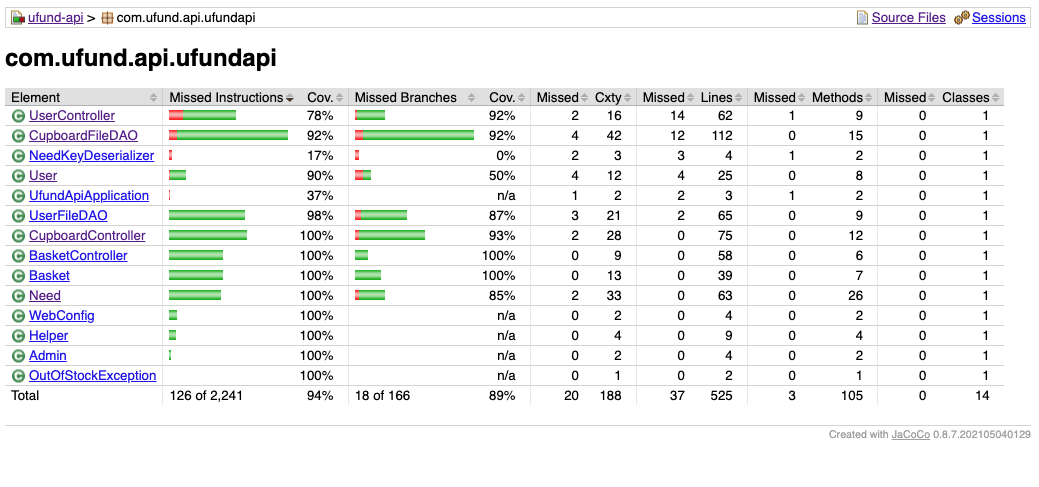 ufund-api > com.ufund.api.ufundapi Source Files Sessions
com.ufund.api.ufundapi
Element Missed Instructions Cov. Missed Branches Cov. Missed Cxty Missed Lines Missed Methods Missed Classes
UserController 78% 92% 2 16 14 62 1 9 0 1
CupboardFileDAO 92% 92% 4 42 12 112 0 15 0 1
NeedKeyDeserializer 17% 0% 2 3 3 4 1 2 0 1
User 90% 50% 4 12 4 25 0 8 0 1
UfundApiApplication 37% n/a 1 2 2 3 1 2 0 1
UserFileDAO 98% 87% 3 21 2 65 0 9 0 1
CupboardController 100% 93% 2 28 0 75 0 12 0 1
BasketController 100% 100% 0 9 0 58 0 6 0 1
Basket 100% 100% 0 13 0 39 0 7 0 1
Need 100% 85% 2 33 0 63 0 26 0 1
WebConfig 100% n/a 0 2 0 4 0 2 0 1
Helper 100% n/a 0 4 0 9 0 4 0 1
Admin 100% n/a 0 2 0 4 0 2 0 1
OutOfStockException 100% n/a 0 1 0 2 0 1 0 1
Total 126 of 2,241 94% 18 of 166 89% 20 188 37 525 3 105 0 14
Created with JaCoCo 0.8.7.202105040129